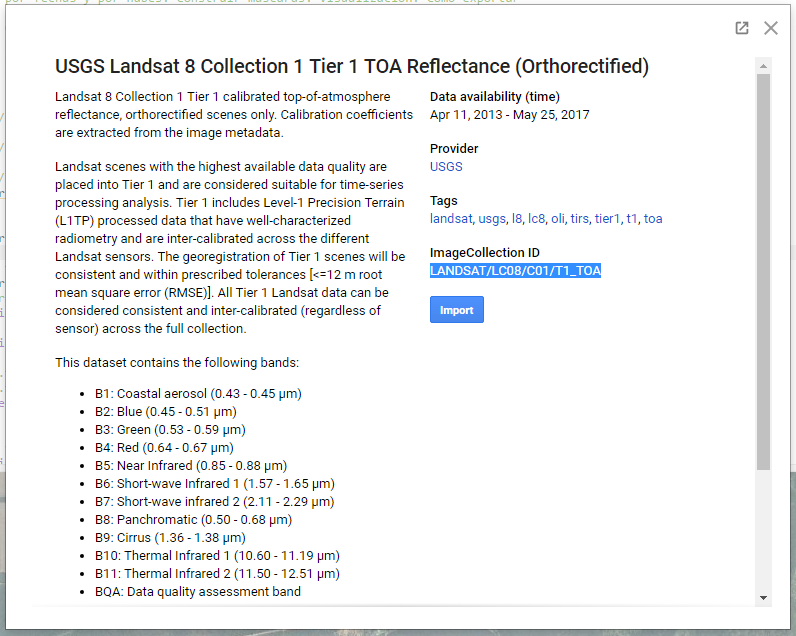 USGS Landsat 8 Collection 1 Tier 1 TOA Reflectance (Orthorectified)
Landsat 8 Collection 1 Tier 1 calibrated top-of-atmosphere
reflectance, orthorectified scenes only. Calibration coefficients
are extracted from the image metadata.
Landsat scenes with the highest available data quality are
placed into Tier 1 and are considered suitable for time-series
processing analysis. Tier 1 includes Level-1 Precision Terrain
(L1TP) processed data that have well-characterized
radiometry and are inter-calibrated across the different
Landsat sensors. The georegistration of Tier 1 scenes will be
consistent and within prescribed tolerances [<=12 m root
mean square error (RMSE)]. All Tier 1 Landsat data can be
considered consistent and inter-calibrated (regardless of
sensor) across the full collection.
This dataset contains the following bands:
• B1: Coastal aerosol (0.43 - 0.45 μm)
• B2: Blue (0.45 - 0.51 μm)
• B3: Green (0.53 - 0.59 μm)
• B4: Red (0.64 - 0.67 μm)
• B5: Near Infrared (0.85 - 0.88 μm)
• B6: Short-wave Infrared 1 (1.57 - 1.65 μm)
• B7: Short-wave infrared 2 (2.11 - 2.29 μm)
• B8: Panchromatic (0.50 - 0.68 μm)
• B9: Cirrus (1.36 - 1.38 μm)
• B10: Thermal Infrared 1 (10.60 - 11.19 μm)
• B11: Thermal Infrared 2 (11.50 - 12.51 μm)
• BQA: Data quality assessment band
Data availability (time)
Apr 11, 2013 - May 25, 2017
Provider
USGS
Tags
landsat, usgs, l8, lc8, oli, tirs, tier1, t1, toa
ImageCollection ID
LANDSAT/LC08/C01/T1_TOA
Import